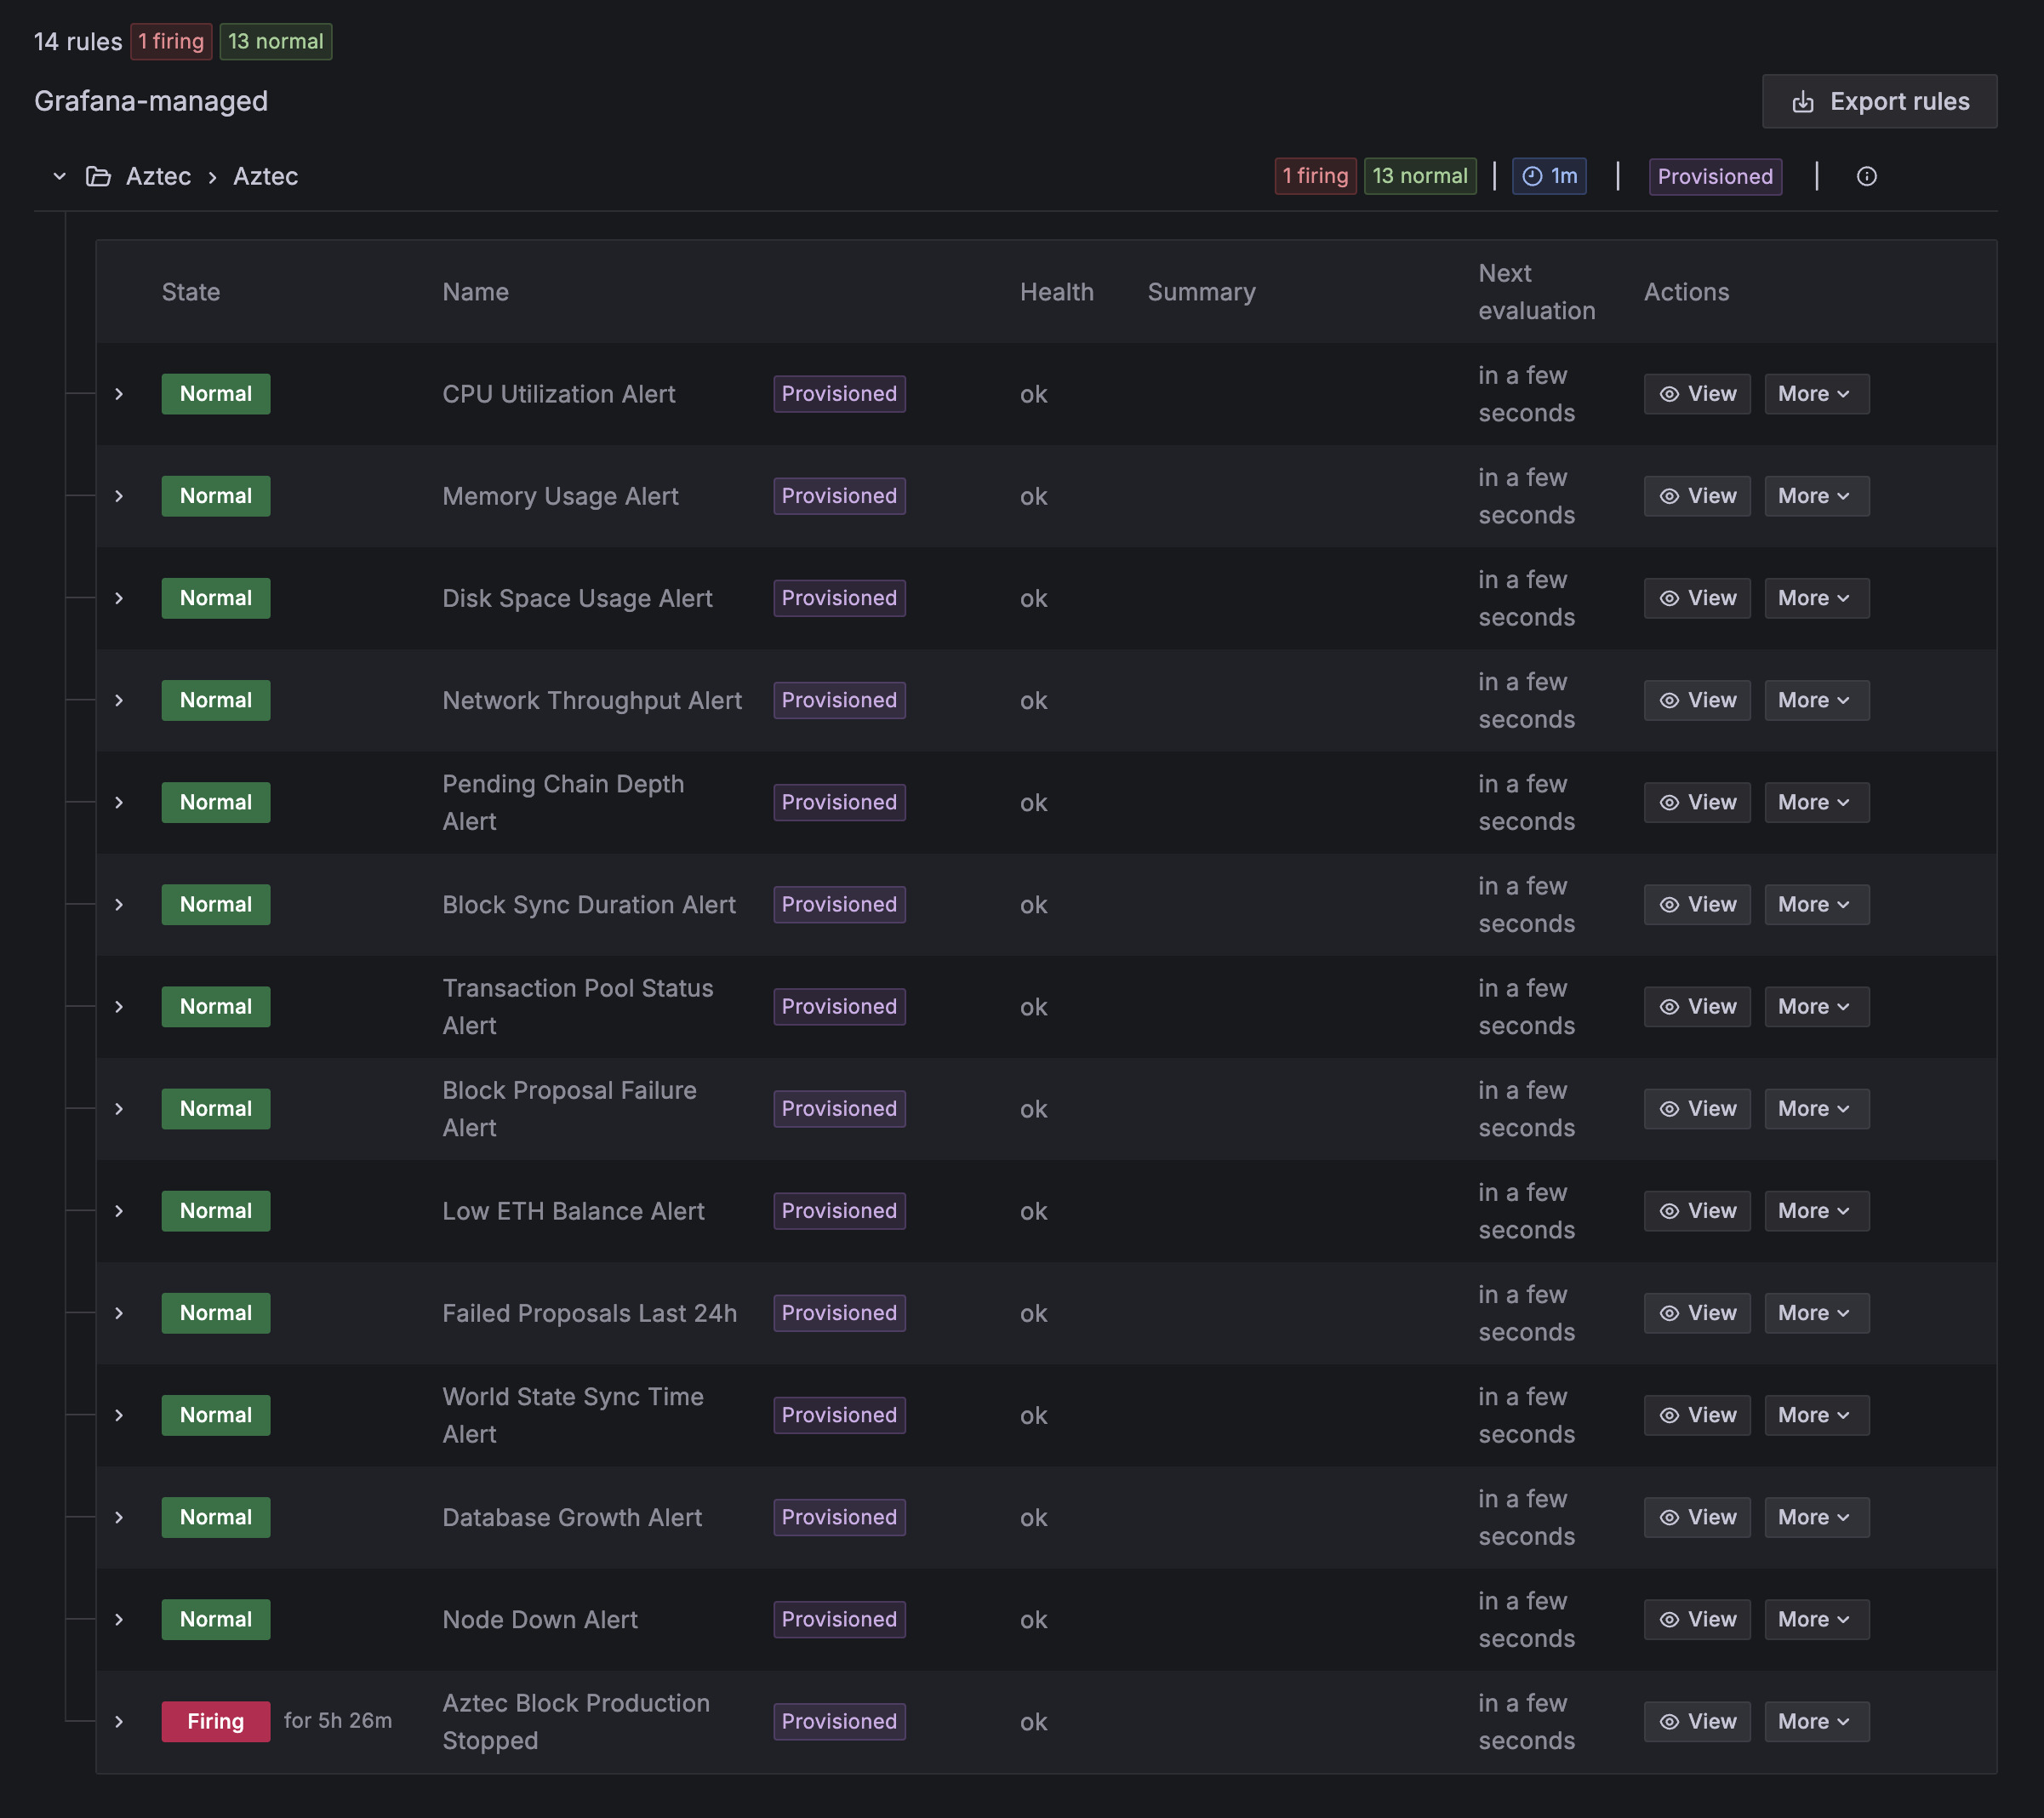 14 rules 1 firing 13 normal
Grafana-managed
Export rules
Aztec › Aztec 1 firing 13 normal 1m Provisioned
State Name Health Summary Next evaluation Actions
Normal CPU Utilization Alert Provisioned ok in a few seconds View More
Normal Memory Usage Alert Provisioned ok in a few seconds View More
Normal Disk Space Usage Alert Provisioned ok in a few seconds View More
Normal Network Throughput Alert Provisioned ok in a few seconds View More
Normal Pending Chain Depth Alert Provisioned ok in a few seconds View More
Normal Block Sync Duration Alert Provisioned ok in a few seconds View More
Normal Transaction Pool Status Alert Provisioned ok in a few seconds View More
Normal Block Proposal Failure Alert Provisioned ok in a few seconds View More
Normal Low ETH Balance Alert Provisioned ok in a few seconds View More
Normal Failed Proposals Last 24h Provisioned ok in a few seconds View More
Normal World State Sync Time Alert Provisioned ok in a few seconds View More
Normal Database Growth Alert Provisioned ok in a few seconds View More
Normal Node Down Alert Provisioned ok in a few seconds View More
Firing for 5h 26m Aztec Block Production Stopped Provisioned ok in a few seconds View More